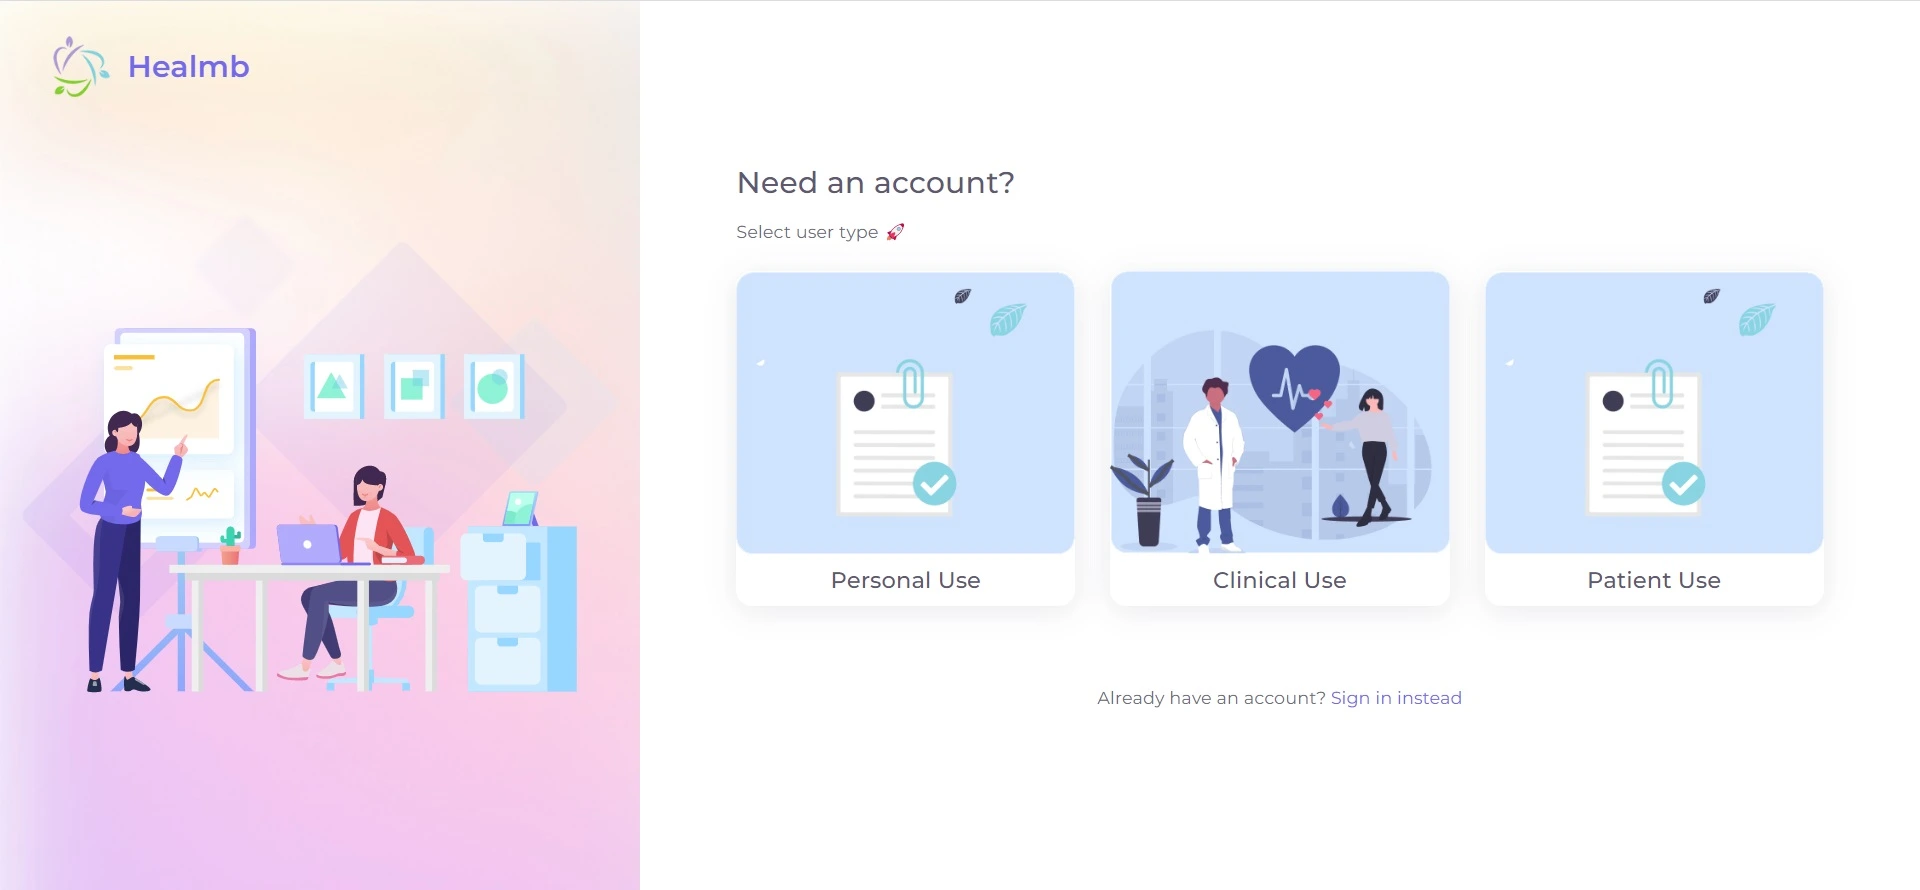 Healmb
Need an account?
Select user type 🚀
Personal Use
Clinical Use
Patient Use
Already have an account? Sign in instead